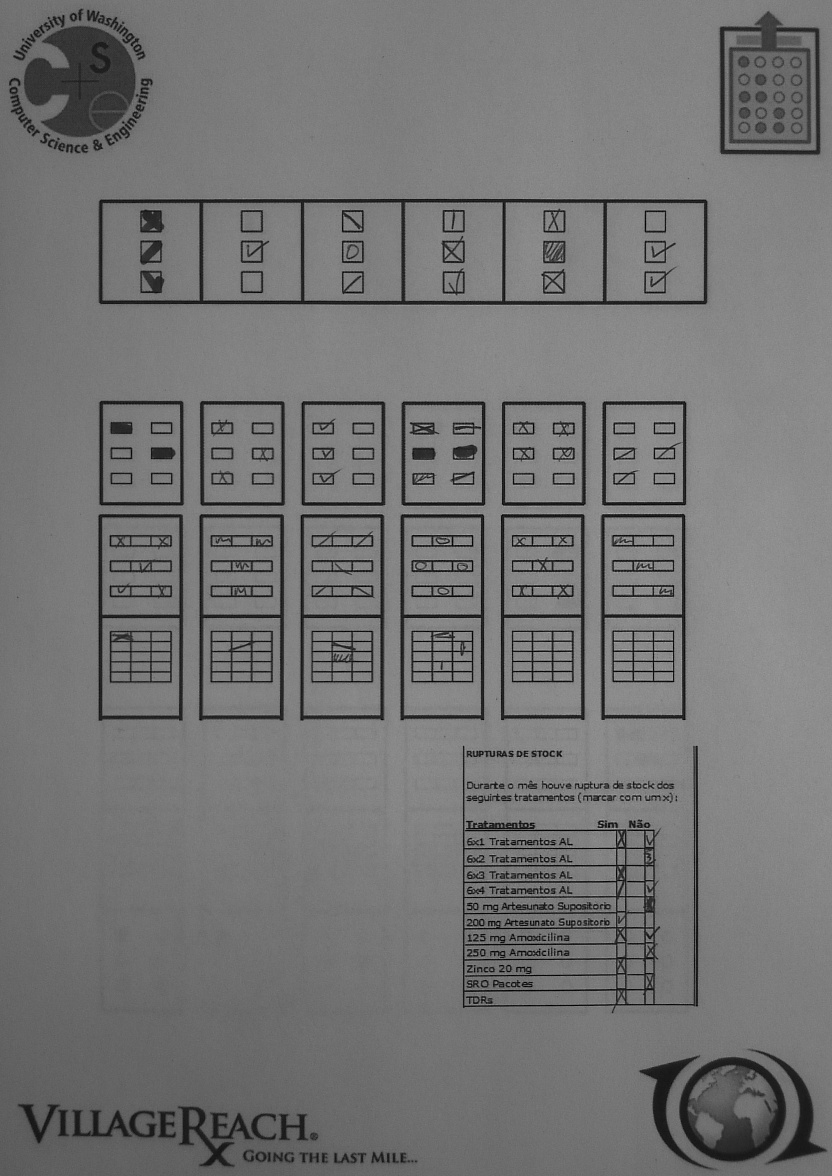 University of Washington
Computer Science & Engineering
CSe
RUPTURAS DE STOCK
Durante o mês houve ruptura de stock dos
seguintes tratamentos (marcar com um x):
Tratamentos Sim Não
6x1 Tratamentos AL
6x2 Tratamentos AL
6x3 Tratamentos AL
6x4 Tratamentos AL
50 mg Artesunato Supositorio
200 mg Artesunato Supositorio
125 mg Amoxicilina
250 mg Amoxicilina
Zinco 20 mg
SRO Pacotes
TDRs
VILLAGEREACH®
GOING THE LAST MILE...